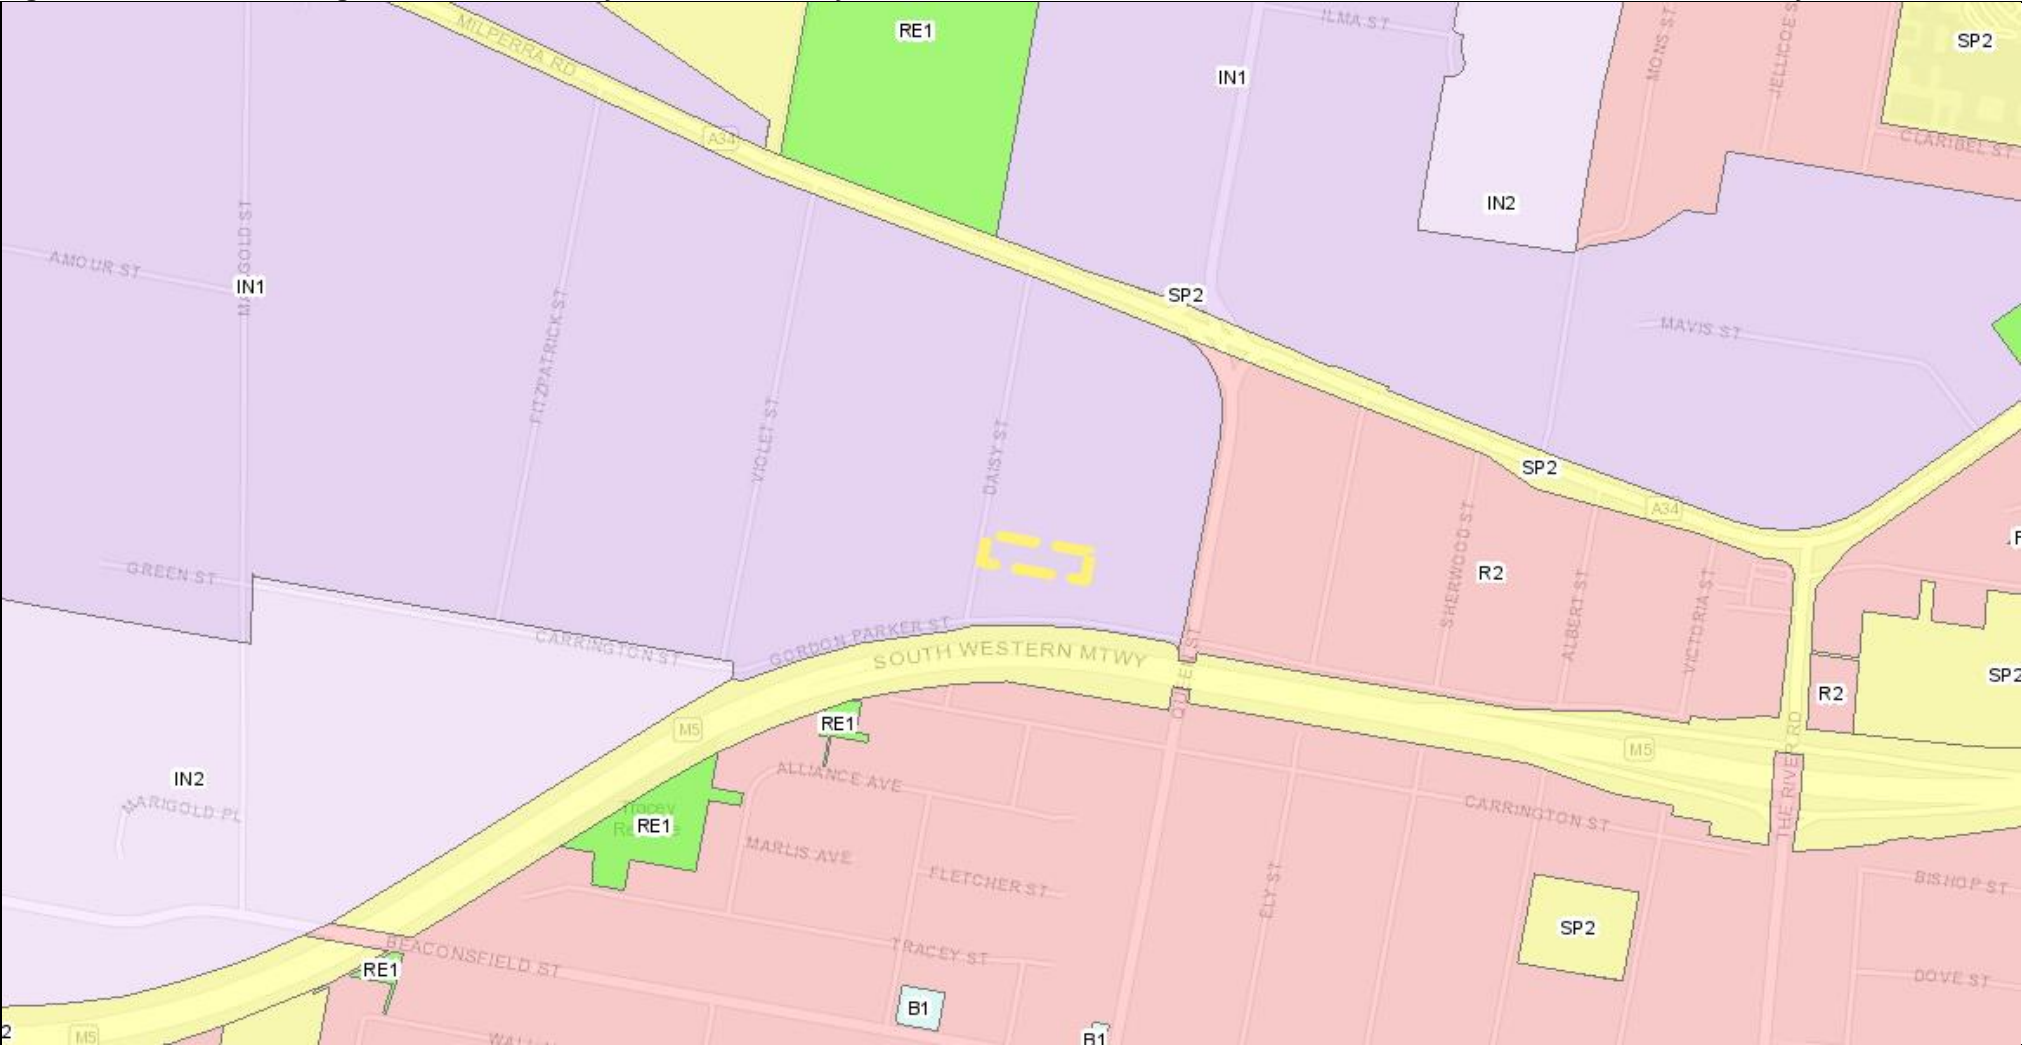 RE1
ILMA ST
MONS ST
SP2
MILPERRA RD
IN1
A34
CLARIBEL ST
IN2
MARIGOLD ST
AMOUR ST
IN1
SP2
MAVIS ST
FITZPATRICK ST
VIOLET ST
DAISY ST
SP2
A34
SHERWOOD ST
R2
ALBERT ST
VICTORIA ST
GREEN ST
CARRINGTON ST
GORDON PARKER ST
SOUTH WESTERN MTWY
QUEEN ST
SP2
R2
M5
RE1
M5
THE RIVER RD
IN2
MARIGOLD PL
ALLIANCE AVE
Tracey
RE1
CARRINGTON ST
MARLIS AVE
FLETCHER ST
ELY ST
BISHOP ST
SP2
BEACONSFIELD ST
TRACEY ST
RE1
DOVE ST
B1
M5
B1